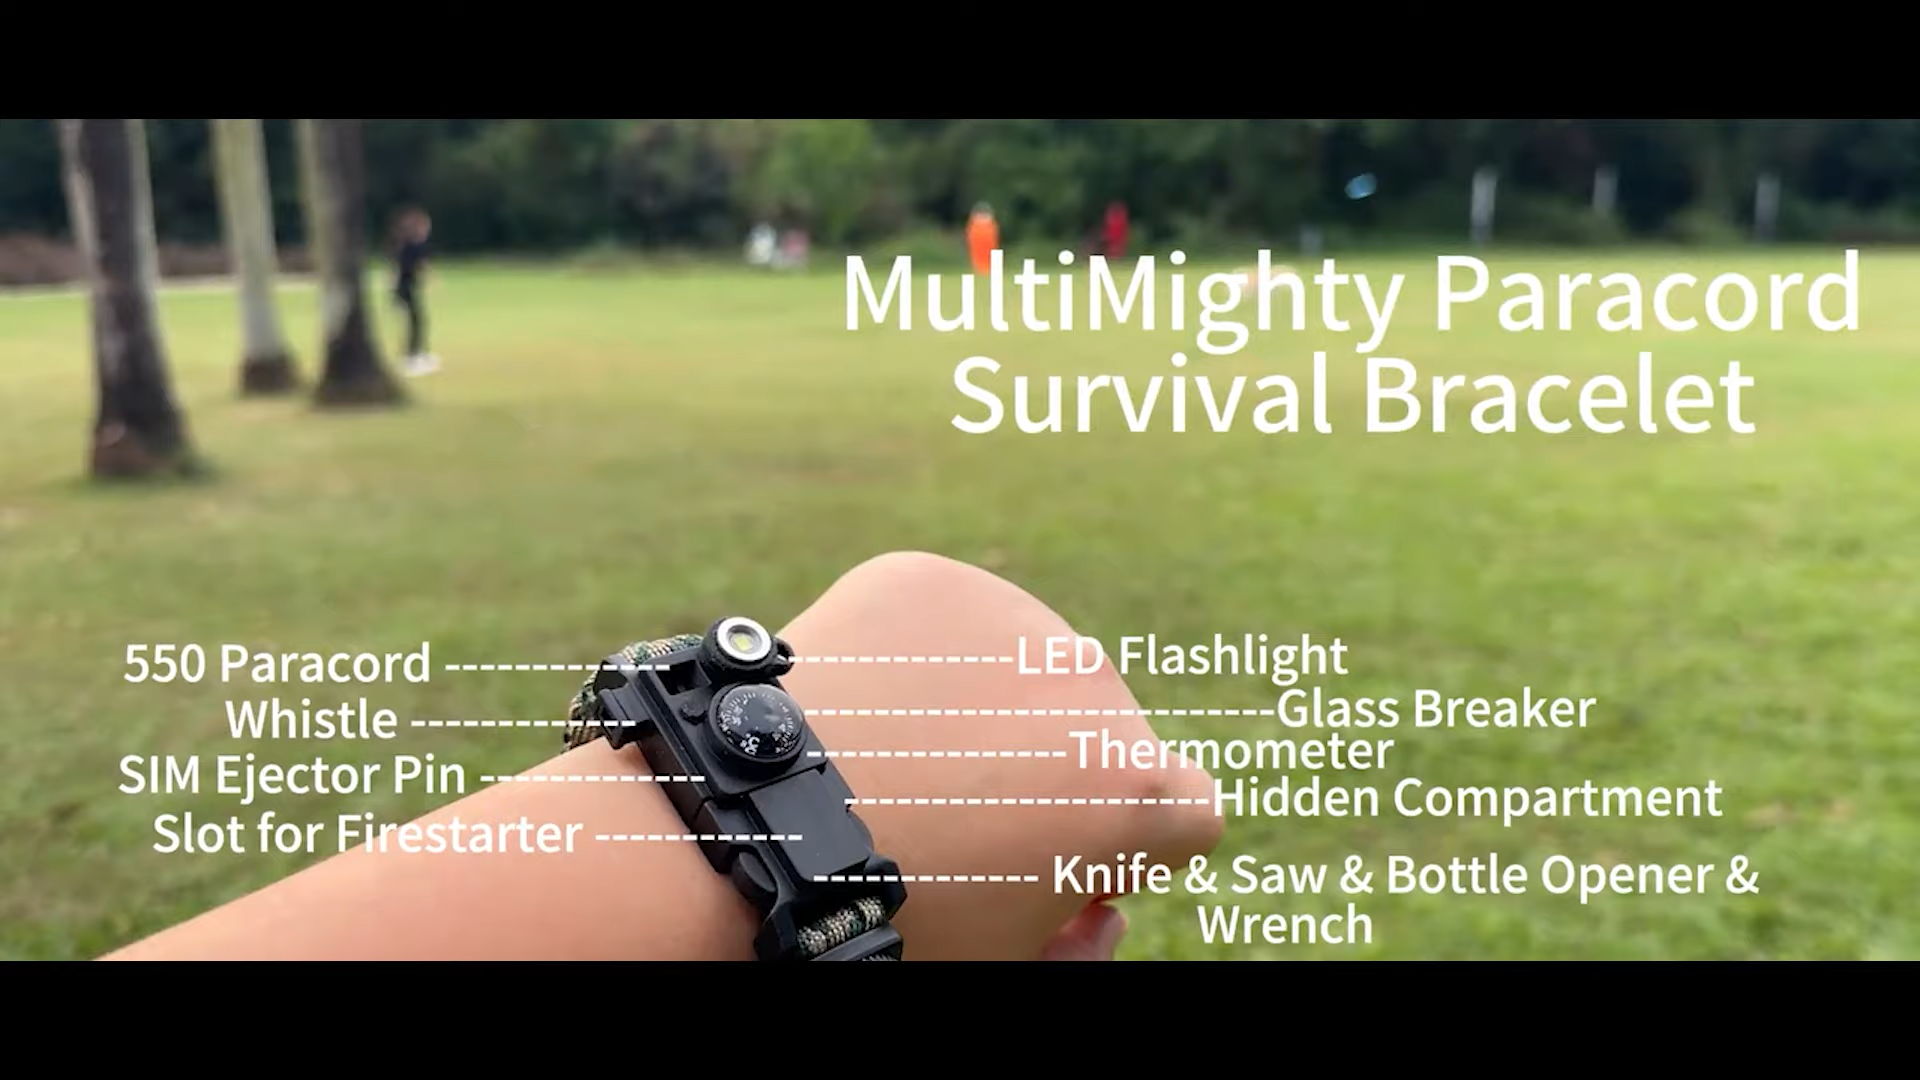 MultiMighty Paracord
Survival Bracelet
550 Paracord ------------
Whistle ------------
SIM Ejector Pin ------------
Slot for Firestarter ------------
------------LED Flashlight
-------------------------Glass Breaker
--------------Thermometer
--------------------Hidden Compartment
------------ Knife & Saw & Bottle Opener &
Wrench